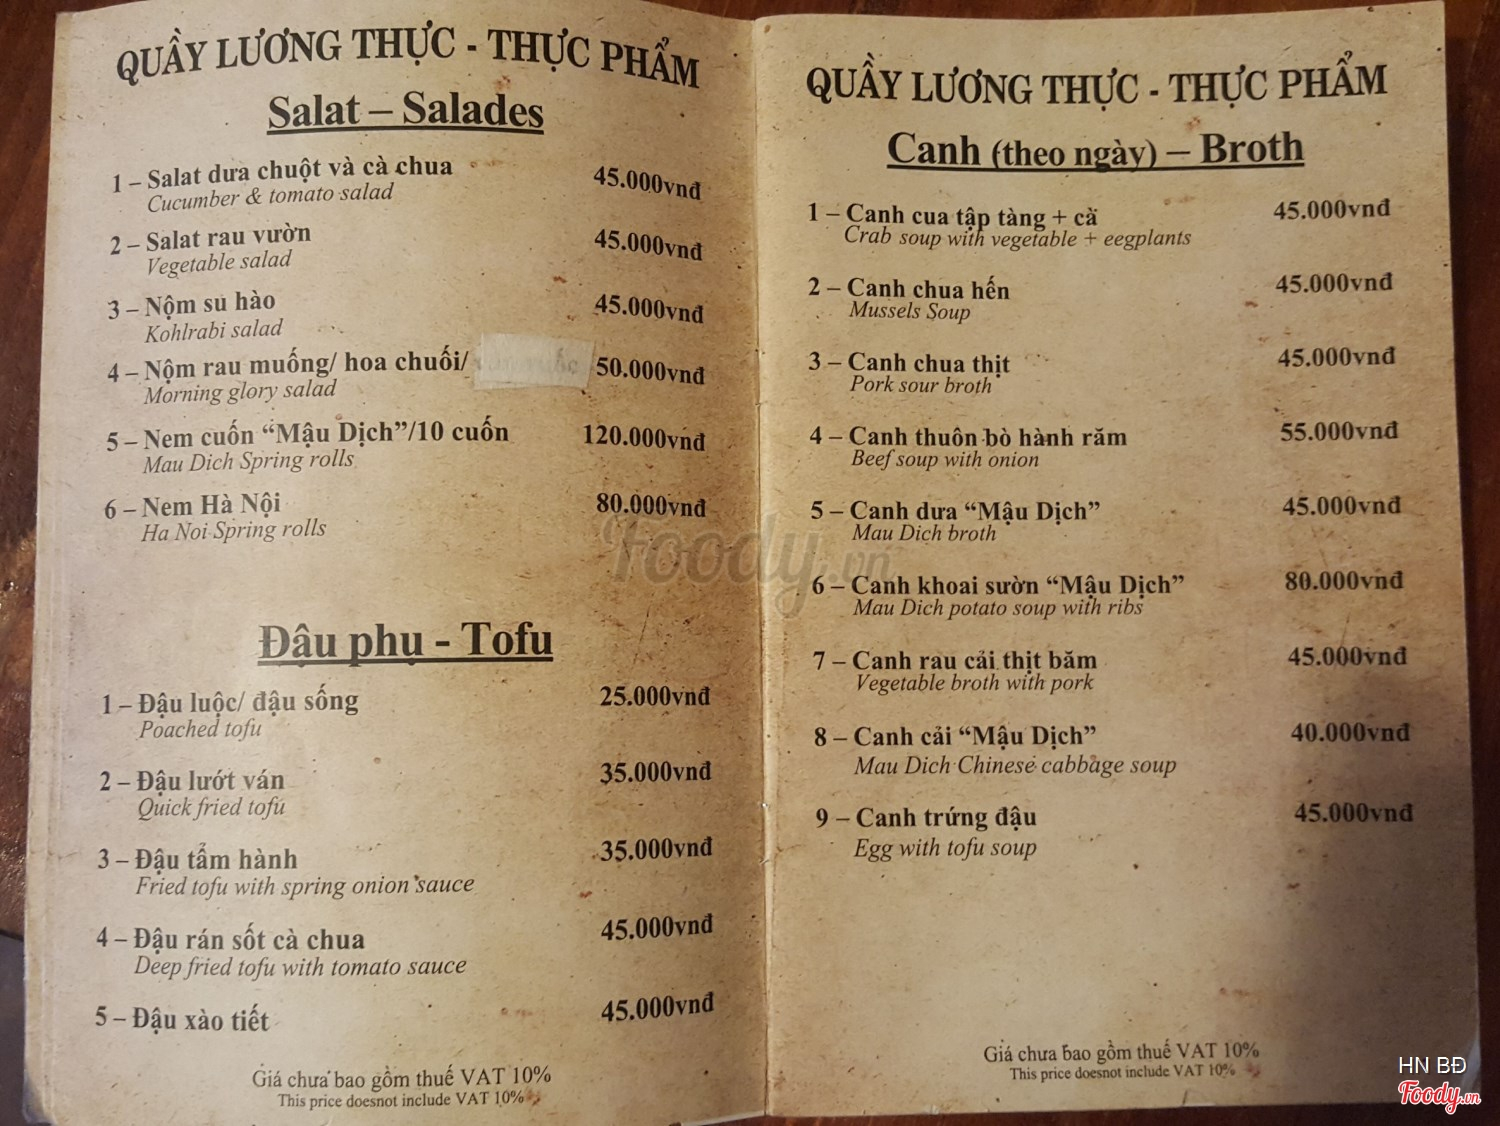 QUẦY LƯƠNG THỰC - THỰC PHẨM
Salat – Salades
1 – Salat dưa chuột và cà chua 45.000vnđ
Cucumber & tomato salad
2 – Salat rau vườn 45.000vnđ
Vegetable salad
3 – Nộm su hào 45.000vnđ
Kohlrabi salad
4 – Nộm rau muống/ hoa chuối/ 50.000vnđ
Morning glory salad
5 – Nem cuốn “Mậu Dịch”/10 cuốn 120.000vnđ
Mau Dich Spring rolls
6 – Nem Hà Nội 80.000vnđ
Ha Noi Spring rolls
Đậu phụ - Tofu
1 – Đậu luộc/ đậu sống 25.000vnđ
Poached tofu
2 – Đậu lướt ván 35.000vnđ
Quick fried tofu
3 – Đậu tẩm hành 35.000vnđ
Fried tofu with spring onion sauce
4 – Đậu rán sốt cà chua 45.000vnđ
Deep fried tofu with tomato sauce
5 – Đậu xào tiết 45.000vnđ
Giá chưa bao gồm thuế VAT 10%
This price doesnot include VAT 10%
QUẦY LƯƠNG THỰC - THỰC PHẨM
Canh (theo ngày) – Broth
1 – Canh cua tập tàng + cà 45.000vnđ
Crab soup with vegetable + eegplants
2 – Canh chua hến 45.000vnđ
Mussels Soup
3 – Canh chua thịt 45.000vnđ
Pork sour broth
4 – Canh thuôn bò hành răm 55.000vnđ
Beef soup with onion
5 – Canh dưa “Mậu Dịch” 45.000vnđ
Mau Dich broth
6 – Canh khoai sườn “Mậu Dịch” 80.000vnđ
Mau Dich potato soup with ribs
7 – Canh rau cải thịt băm 45.000vnđ
Vegetable broth with pork
8 – Canh cải “Mậu Dịch” 40.000vnđ
Mau Dich Chinese cabbage soup
9 – Canh trứng đậu 45.000vnđ
Egg with tofu soup
Giá chưa bao gồm thuế VAT 10%
This price doesnot include VAT 10%
Foody.vn
HN BĐ
Foody.vn